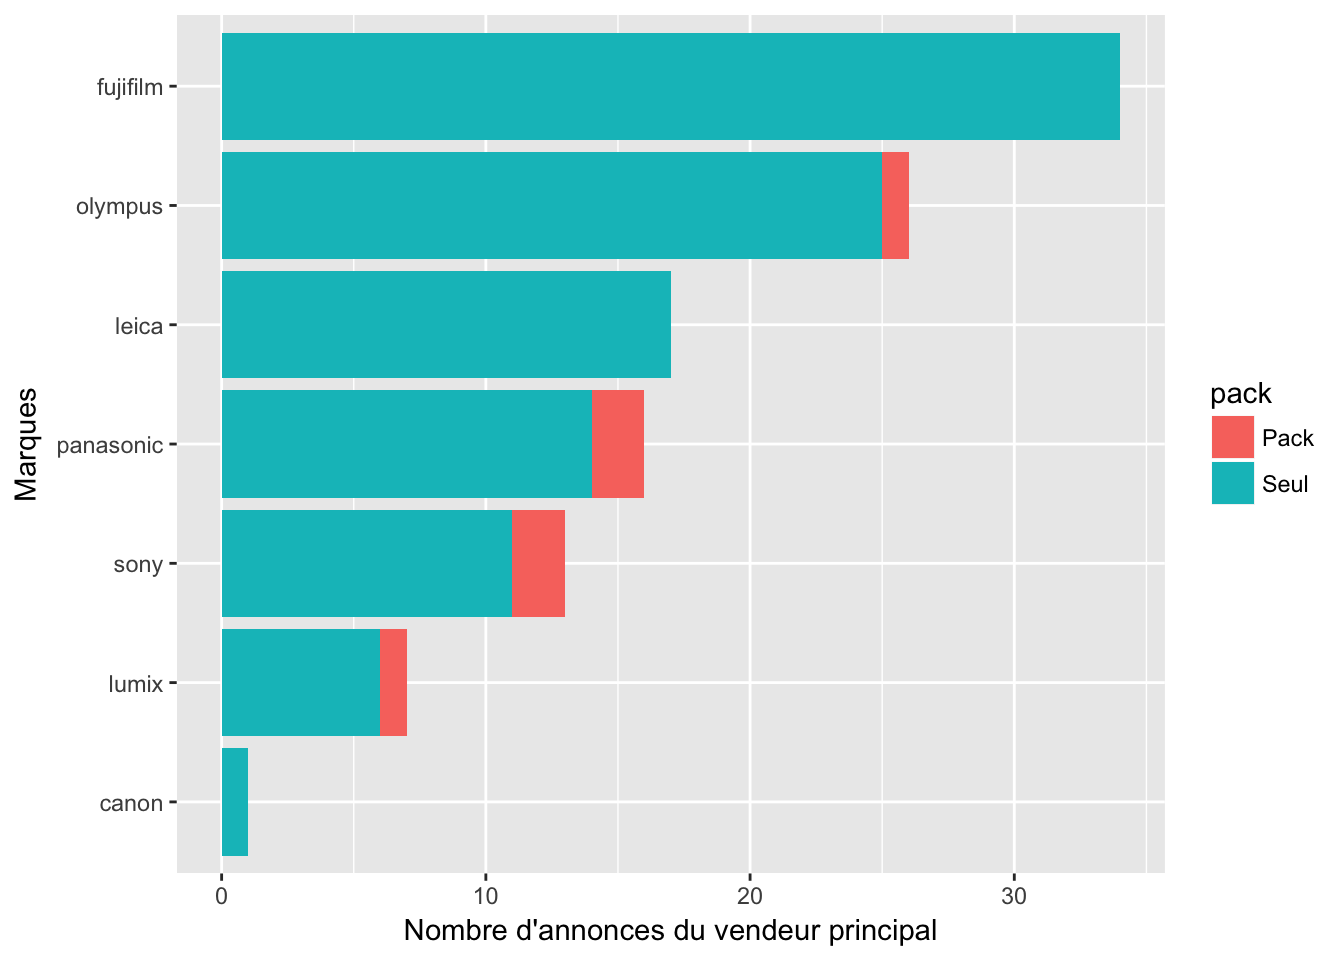 fujifilm
olympus
leica
panasonic
sony
lumix
canon
Marques
0 10 20 30
Nombre d'annonces du vendeur principal
pack
Pack
Seul